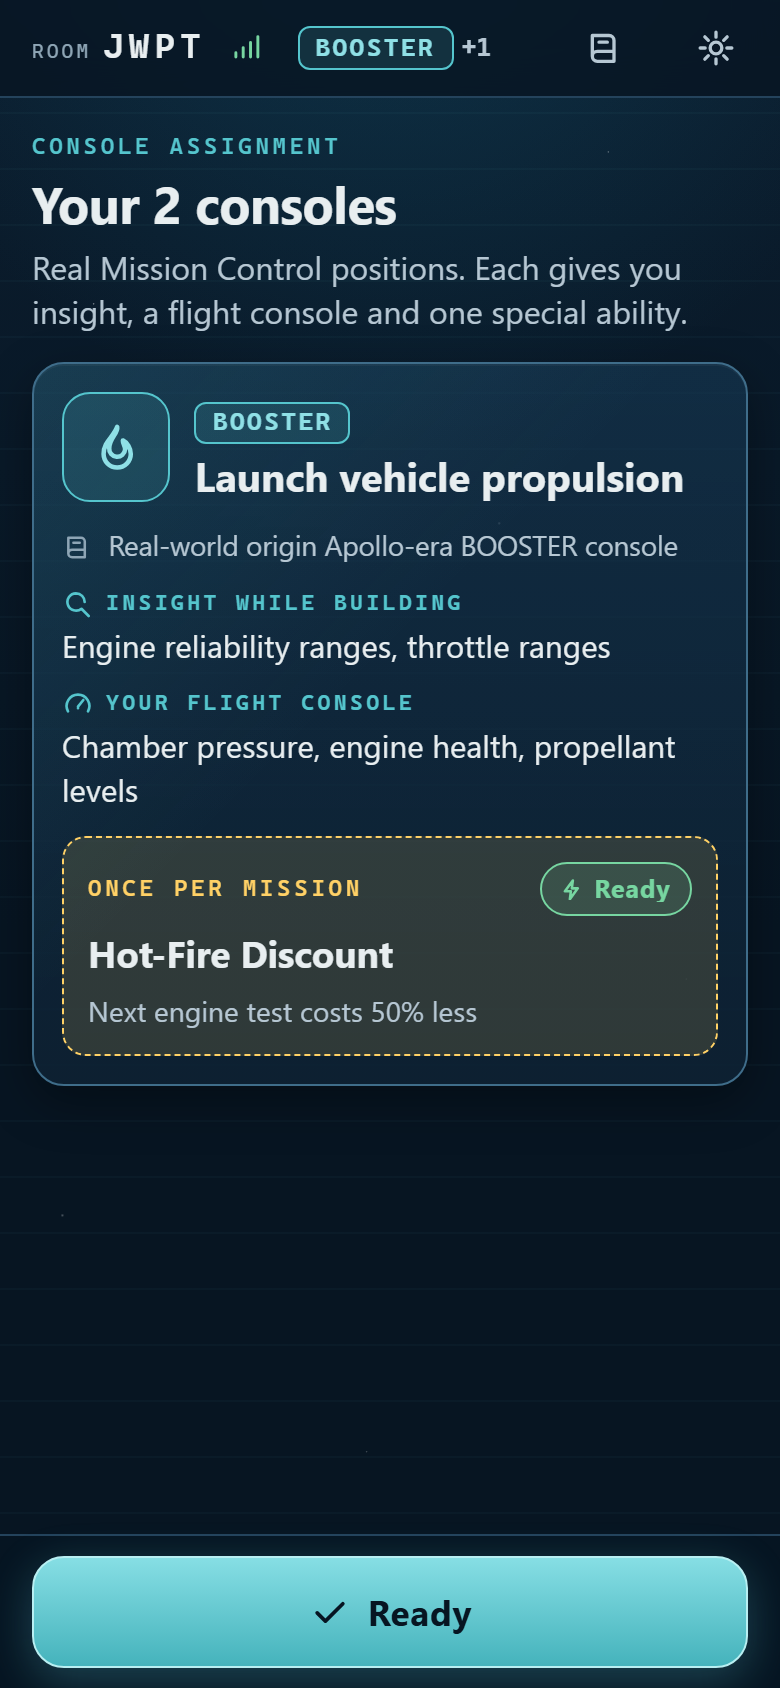 ROOM JWPT BOOSTER +1
CONSOLE ASSIGNMENT
Your 2 consoles
Real Mission Control positions. Each gives you
insight, a flight console and one special ability.
BOOSTER
Launch vehicle propulsion
Real-world origin Apollo-era BOOSTER console
INSIGHT WHILE BUILDING
Engine reliability ranges, throttle ranges
YOUR FLIGHT CONSOLE
Chamber pressure, engine health, propellant
levels
ONCE PER MISSION
Ready
Hot-Fire Discount
Next engine test costs 50% less
Ready